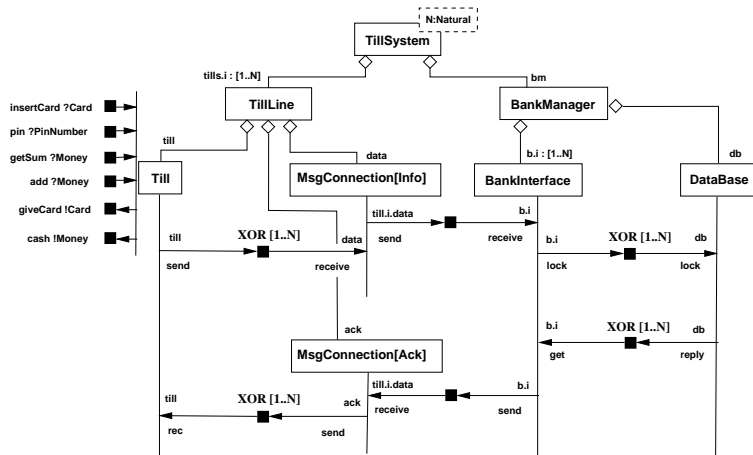 N:Natural
TillSystem
tills.i : [1..N]
bm
insertCard ?Card
TillLine
BankManager
pin ?PinNumber
till
data
b.i : [1..N]
db
getSum ?Money
Till
MsgConnection[Info]
BankInterface
DataBase
add ?Money
giveCard !Card
till.i.data
b.i
send
receive
cash !Money
till
XOR [1..N]
data
b.i
XOR [1..N]
db
send
receive
lock
lock
ack
b.i
XOR [1..N]
db
MsgConnection[Ack]
get
reply
till.i.data
b.i
till
XOR [1..N]
ack
receive
send
rec
send